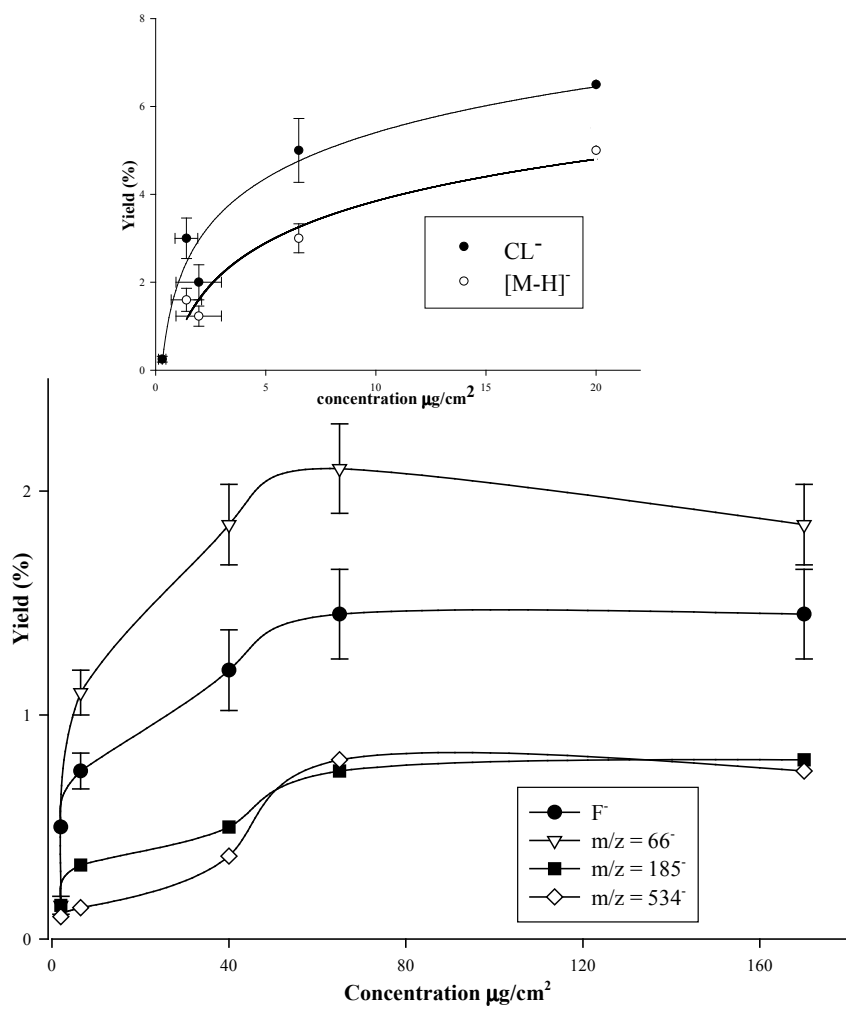 8
6
4
2
0
Yield (%)
CL⁻
[M-H]⁻
0
5
10
15
20
concentration µg/cm²
2
1
0
Yield (%)
F⁻
m/z = 66⁻
m/z = 185⁻
m/z = 534⁻
0
40
80
120
160
Concentration µg/cm²